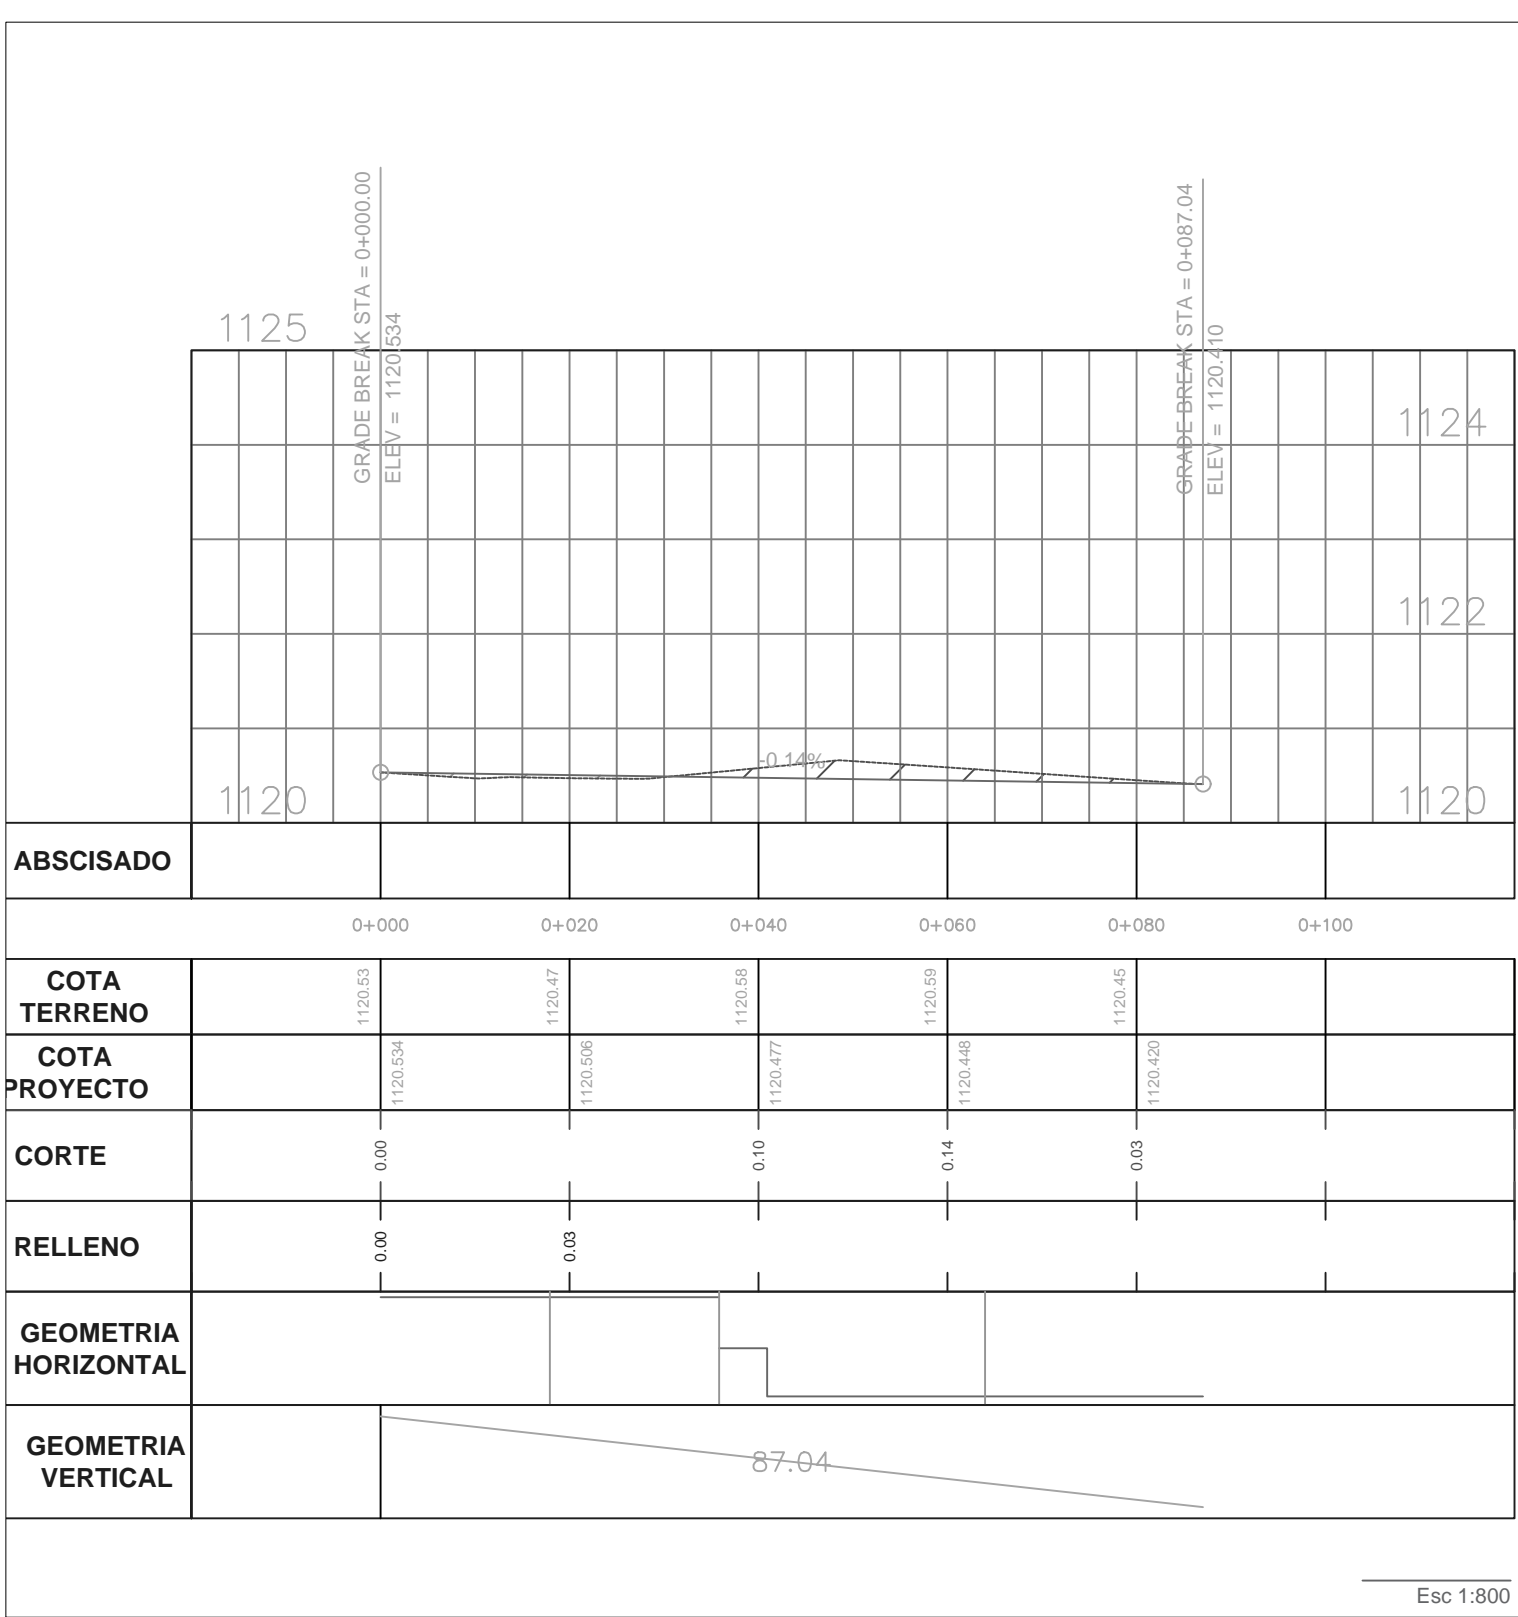 GRADE BREAK STA = 0+000.00
ELEV = 1120.534
GRADE BREAK STA = 0+087.04
ELEV = 1120.410
1125
1124
1122
-0.14%
1120
1120
ABSCISADO
0+000 0+020 0+040 0+060 0+080 0+100
COTA
TERRENO
1120.53 1120.47 1120.58 1120.59 1120.45
COTA
PROYECTO
1120.534 1120.506 1120.477 1120.448 1120.420
CORTE
0.00 0.10 0.14 0.03
RELLENO
0.00 0.03
GEOMETRIA
HORIZONTAL
GEOMETRIA
VERTICAL
87.04
Esc 1:800